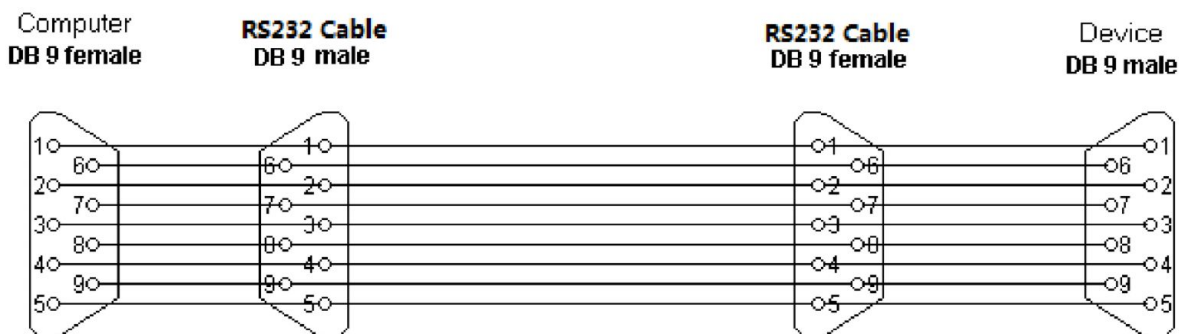 Computer
DB 9 female
RS232 Cable
DB 9 male
RS232 Cable
DB 9 female
Device
DB 9 male
1 1 1 1
6 6 6 6
2 2 2 2
7 7 7 7
3 3 3 3
8 8 8 8
4 4 4 4
9 9 9 9
5 5 5 5